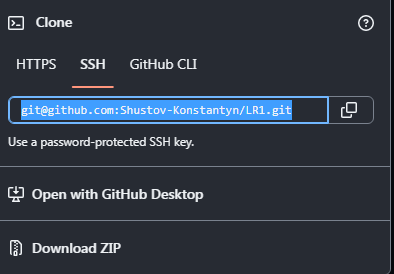 Clone
HTTPS SSH GitHub CLI
git@github.com:Shustov-Konstantyn/LR1.git
Use a password-protected SSH key.
Open with GitHub Desktop
Download ZIP